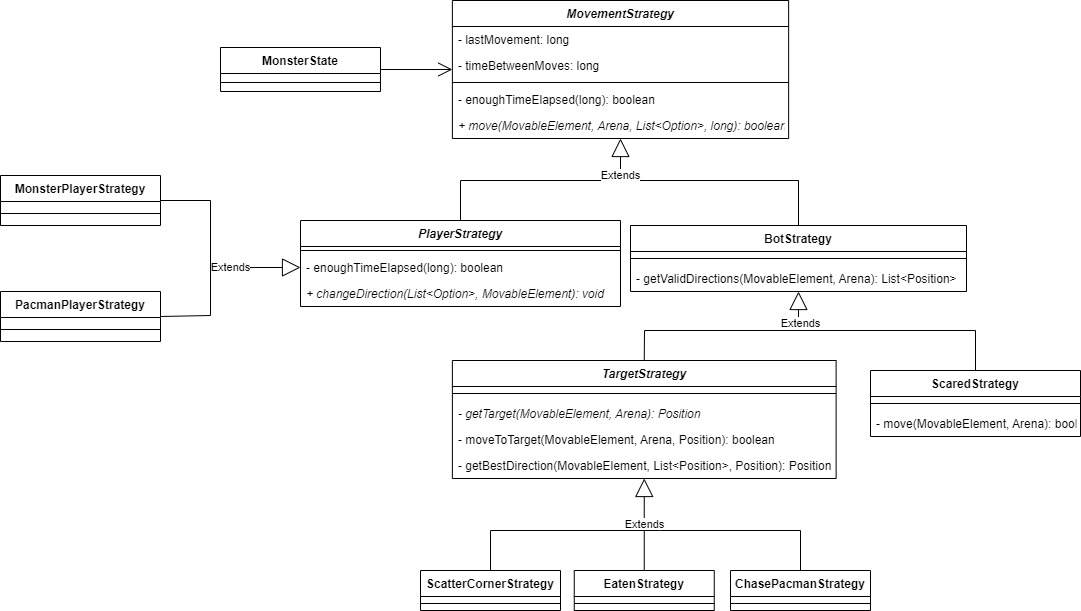 MovementStrategy
- lastMovement: long
- timeBetweenMoves: long
- enoughTimeElapsed(long): boolean
+ move(MovableElement, Arena, List<Option>, long): boolean
MonsterState
Extends
MonsterPlayerStrategy
PacmanPlayerStrategy
Extends
PlayerStrategy
- enoughTimeElapsed(long): boolean
+ changeDirection(List<Option>, MovableElement): void
BotStrategy
- getValidDirections(MovableElement, Arena): List<Position>
Extends
TargetStrategy
- getTarget(MovableElement, Arena): Position
- moveToTarget(MovableElement, Arena, Position): boolean
- getBestDirection(MovableElement, List<Position>, Position): Position
ScaredStrategy
- move(MovableElement, Arena): bool
Extends
ScatterCornerStrategy
EatenStrategy
ChasePacmanStrategy